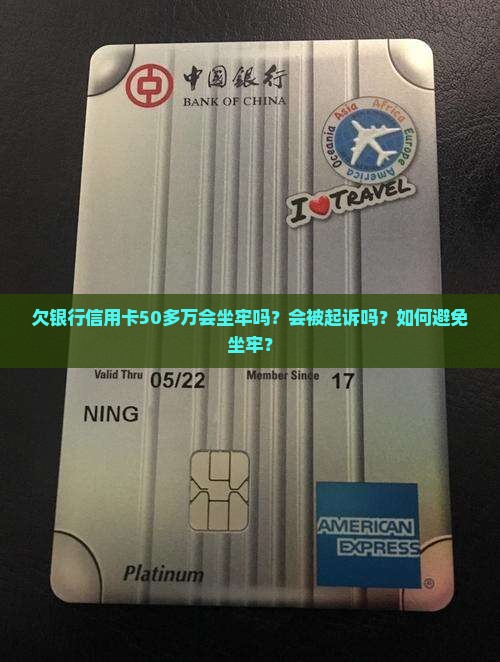 中国银行
BANK OF CHINA
Oceania Asia Africa Europe America
I❤TRAVEL
欠银行信用卡50多万会坐牢吗？会被起诉吗？如何避免
坐牢？
Valid Thru 05/22 Member Since 17
NING
AMERICAN
EXPRESS
®
Platinum